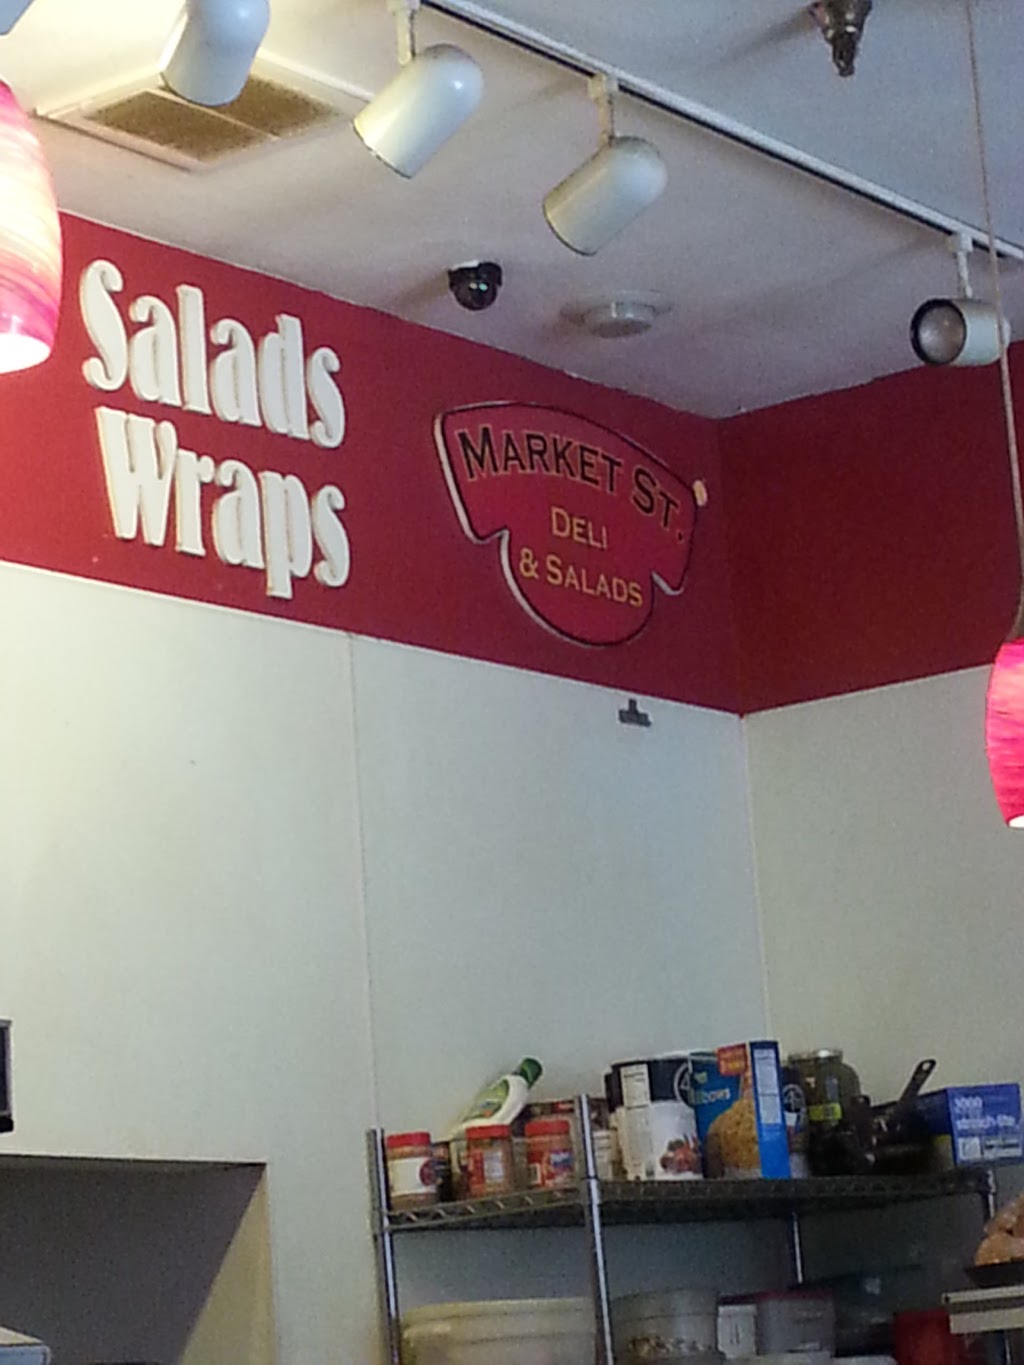 Salads
Wraps
MARKET ST.
DELI
& SALADS